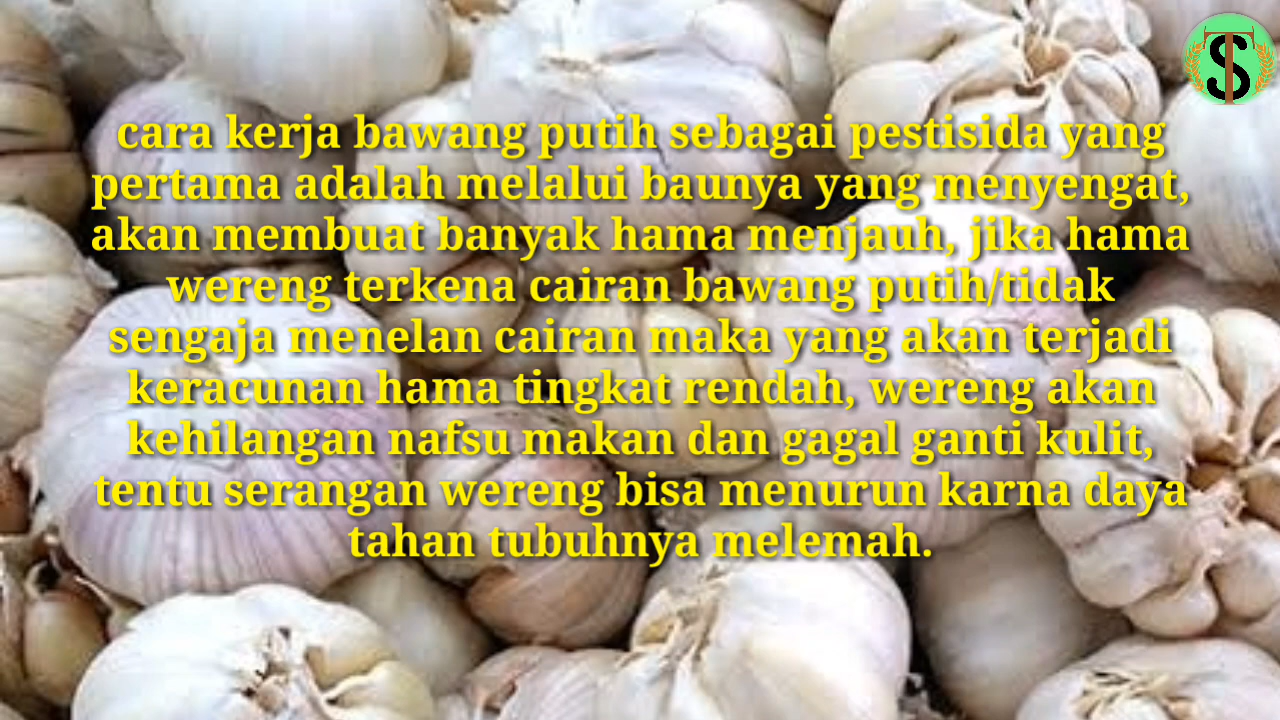 cara kerja bawang putih sebagai pestisida yang
pertama adalah melalui baunya yang menyengat,
akan membuat banyak hama menjauh, jika hama
wereng terkena cairan bawang putih/tidak
sengaja menelan cairan maka yang akan terjadi
keracunan hama tingkat rendah, wereng akan
kehilangan nafsu makan dan gagal ganti kulit,
tentu serangan wereng bisa menurun karna daya
tahan tubuhnya melemah.
TS